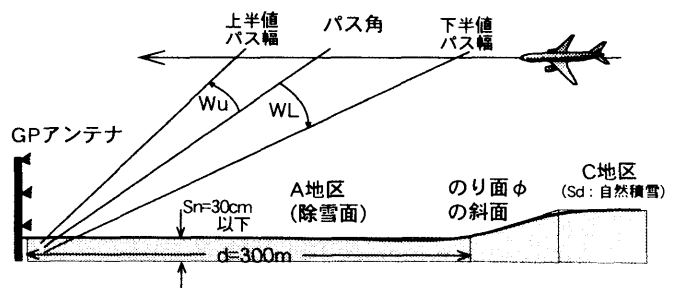 上半値
パス幅
パス角
下半値
パス幅
Wu
WL
GPアンテナ
Sn=30cm
以下
A地区
(除雪面)
のり面φ
の斜面
C地区
(Sd:自然積雪)
d=300m